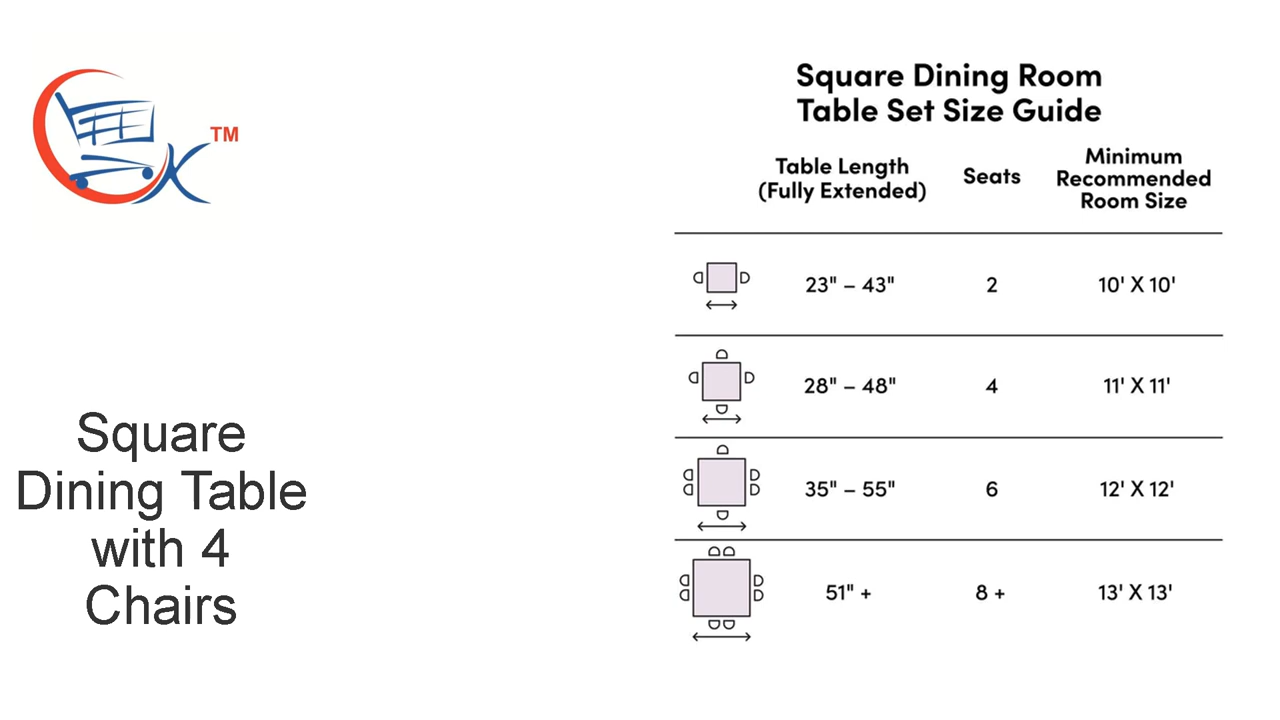 TM
Square
Dining Table
with 4
Chairs
Square Dining Room
Table Set Size Guide
Table Length
(Fully Extended)
Seats
Minimum
Recommended
Room Size
23" – 43" 2 10' X 10'
28" – 48" 4 11' X 11'
35" – 55" 6 12' X 12'
51" + 8 + 13' X 13'